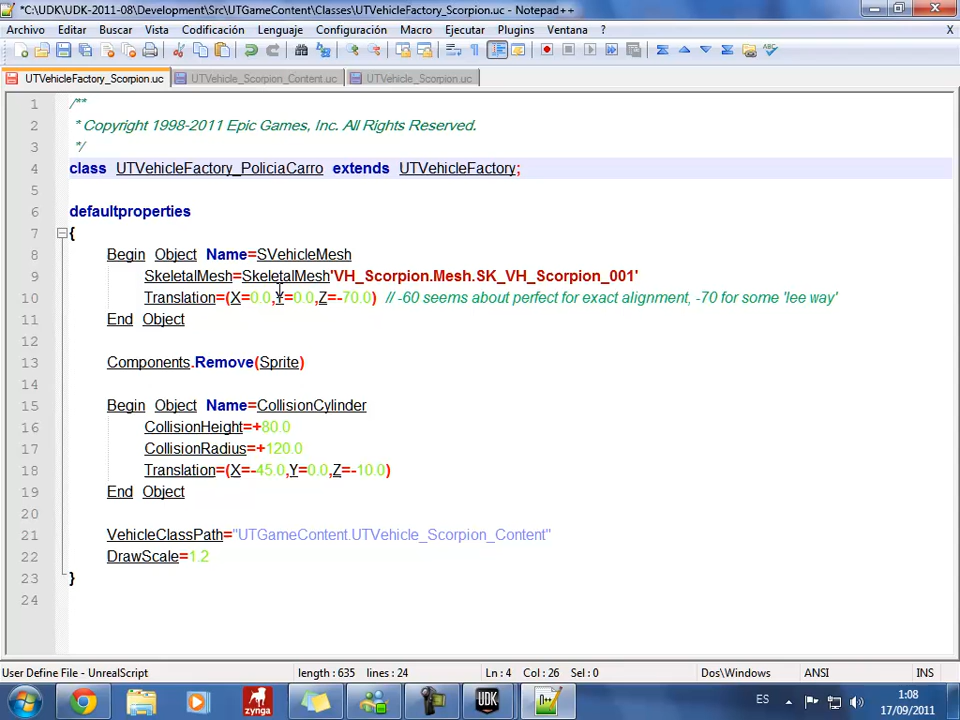 *C:\UDK\UDK-2011-08\Development\Src\UTGameContent\Classes\UTVehicleFactory_Scorpion.uc - Notepad++
Archivo Editar Buscar Vista Codificación Lenguaje Configuración Macro Ejecutar Plugins Ventana ? X
UTVehicleFactory_Scorpion.uc UTVehicle_Scorpion_Content.uc UTVehicle_Scorpion.uc
1 /**
2 * Copyright 1998-2011 Epic Games, Inc. All Rights Reserved.
3 */
4 class UTVehicleFactory_PoliciaCarro extends UTVehicleFactory;
5
6 defaultproperties
7 {
8 Begin Object Name=SVehicleMesh
9 SkeletalMesh=SkeletalMesh'VH_Scorpion.Mesh.SK_VH_Scorpion_001'
10 Translation=(X=0.0,Y=0.0,Z=-70.0) // -60 seems about perfect for exact alignment, -70 for some 'lee way'
11 End Object
12
13 Components.Remove(Sprite)
14
15 Begin Object Name=CollisionCylinder
16 CollisionHeight=+80.0
17 CollisionRadius=+120.0
18 Translation=(X=-45.0,Y=0.0,Z=-10.0)
19 End Object
20
21 VehicleClassPath="UTGameContent.UTVehicle_Scorpion_Content"
22 DrawScale=1.2
23 }
24
User Define File - UnrealScript length : 635 lines : 24 Ln : 4 Col : 26 Sel : 0 Dos\Windows ANSI INS
zynga UDK N++ ES 1:08
17/09/2011